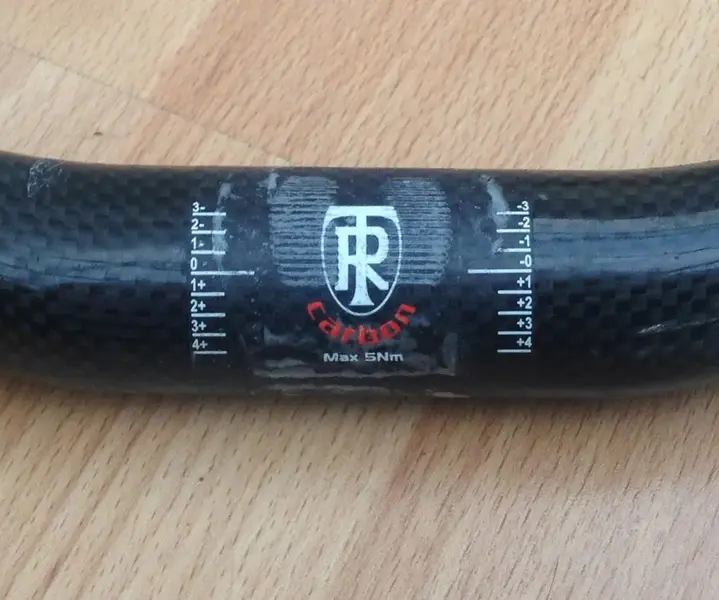 3- -3
2- -2
1- -1
0 -0
1+ +1
2+ +2
3+ +3
4+ +4
TR
carbon
Max 5Nm